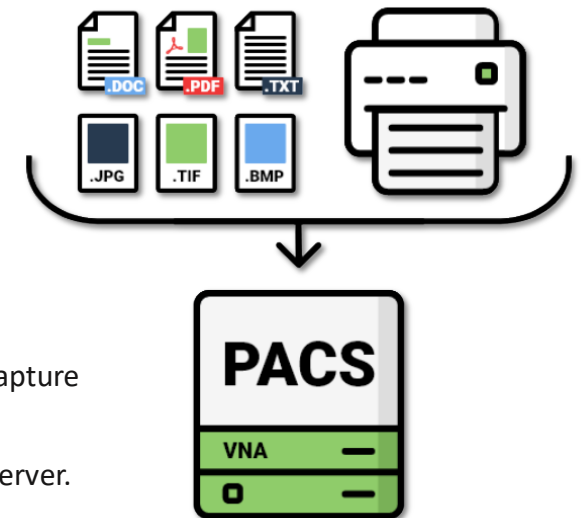 .DOC .PDF .TXT
.JPG .TIF .BMP
PACS
apture
VNA
erver.